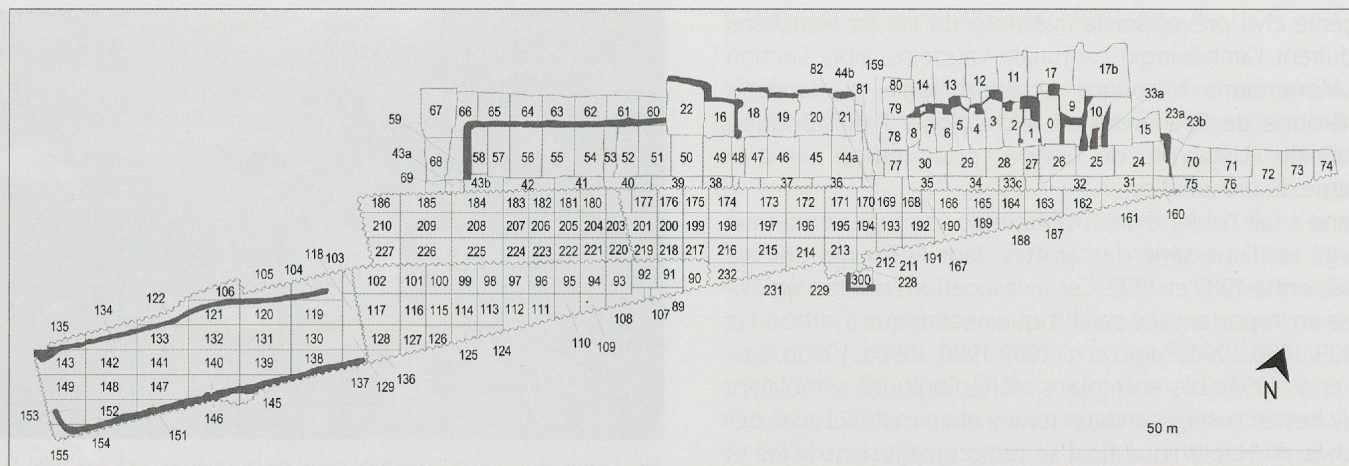 82 44b 159
17
17b
80 14 13 12 11
67 66 65 64 63 62 61 60 22 18 19 20 21 81
79 9 10 33a
59 16 78 8 7 6 5 4 3 2 1 0 15 23a 23b
43a 68 58 57 56 55 54 53 52 51 50 49 48 47 46 45 44a 77 30 29 28 27 26 25 24 70 71 72 73 74
69 43b 42 41 40 39 38 37 36 35 34 33c 32 31 75 76
186 185 184 183 182 181 180 177 176 175 174 173 172 171 170 169 168 166 165 164 163 162 161 160
210 209 208 207 206 205 204 203 201 200 199 198 197 196 195 194 193 192 190 189 188 187
118 103 227 226 225 224 223 222 221 220 219 218 217 216 215 214 213 212 211 191 167
105 104 102 101 100 99 98 97 96 95 94 93 92 91 90 232 231 229 300 228
122 106 121 120 119 117 116 115 114 113 112 111 108 107 89
135 134 133 132 131 130 128 127 126 125 124 110 109
143 142 141 140 139 138 137 129 136
149 148 147 146 145
153 152 151
155 154
N
50 m